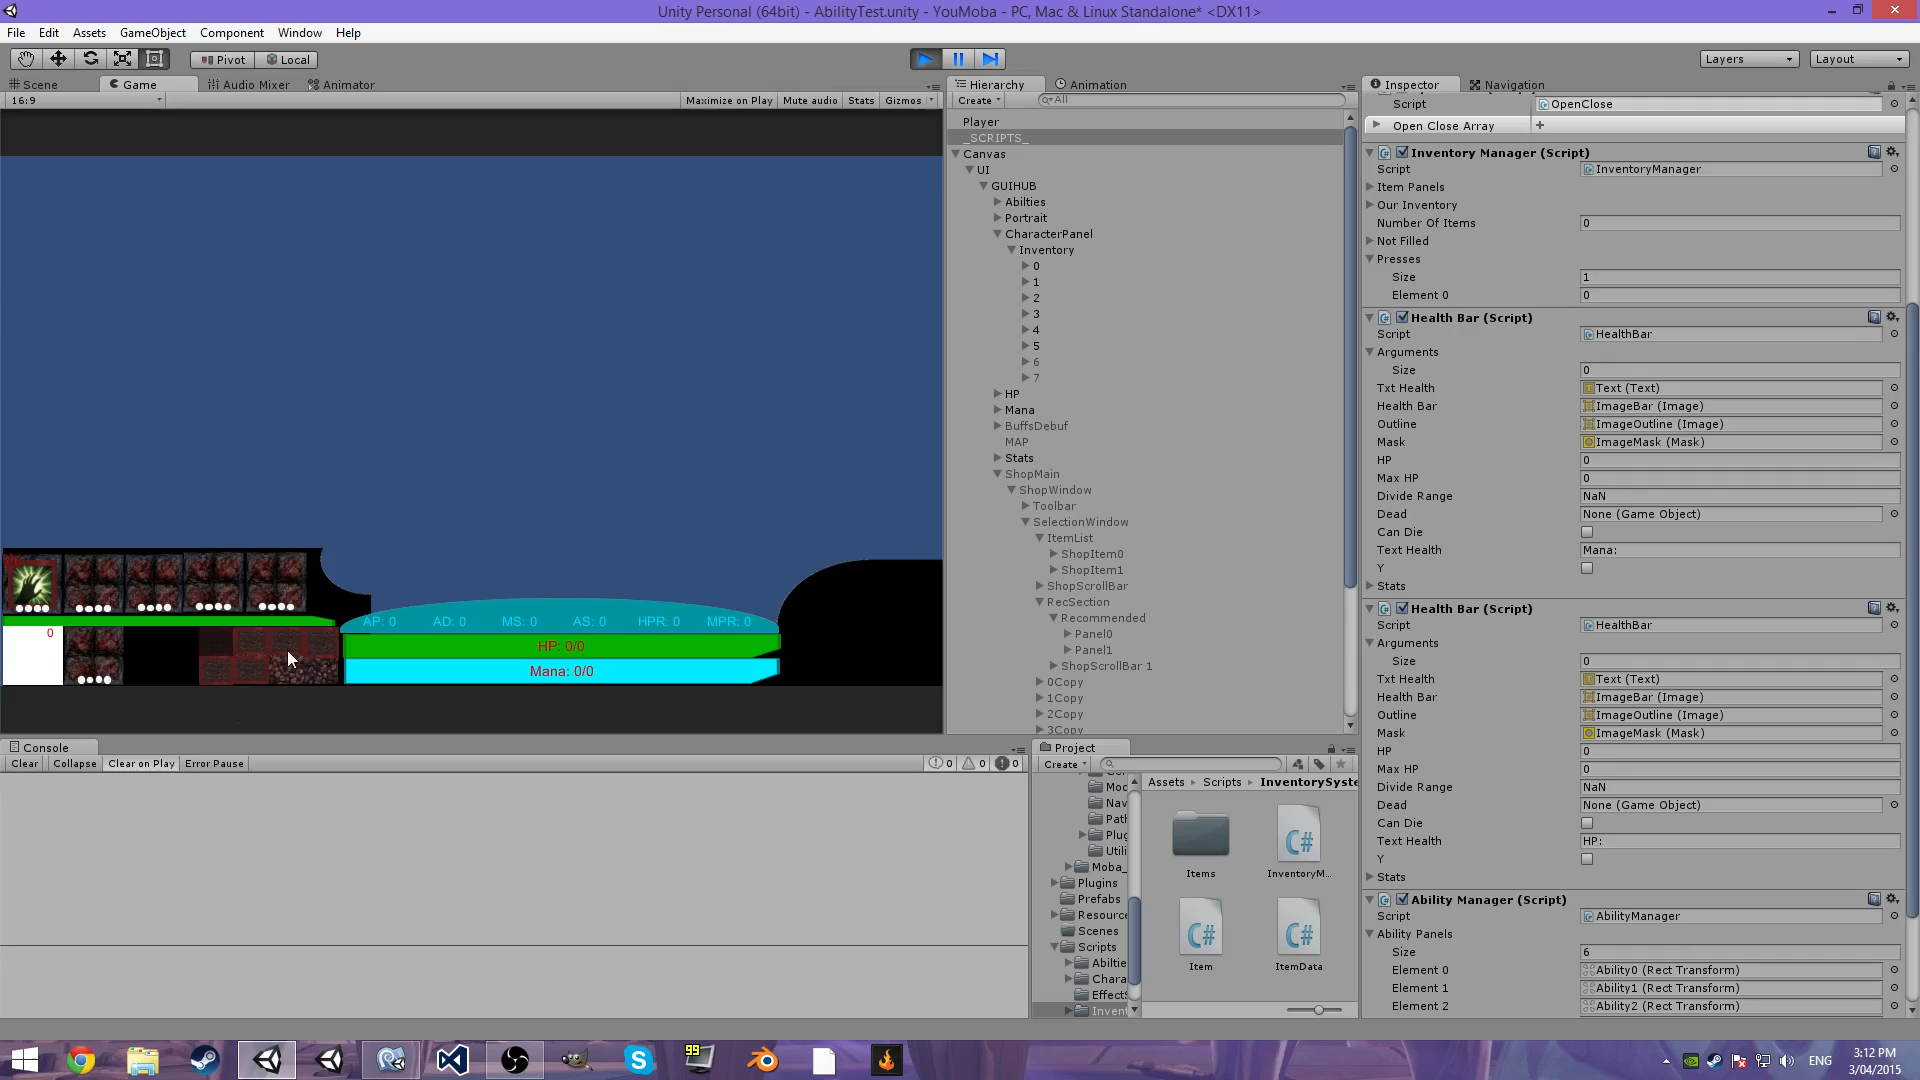 Unity Personal (64bit) - AbilityTest.unity - YouMoba - PC, Mac & Linux Standalone* <DX11>
File Edit Assets GameObject Component Window Help
Pivot Local
Layers Layout
Scene Game Audio Mixer Animator
16:9 Maximize on Play Mute audio Stats Gizmos
AP: 0 AD: 0 MS: 0 AS: 0 HPR: 0 MPR: 0
HP: 0/0
0
Mana: 0/0
Hierarchy Animation
Create All
Player
_SCRIPTS_
Canvas
UI
GUIHUB
Abilties
Portrait
CharacterPanel
Inventory
0
1
2
3
4
5
6
7
HP
Mana
BuffsDebuf
MAP
Stats
ShopMain
ShopWindow
Toolbar
SelectionWindow
ItemList
ShopItem0
ShopItem1
ShopScrollBar
RecSection
Recommended
Panel0
Panel1
ShopScrollBar 1
0Copy
1Copy
2Copy
3Copy
Inspector Navigation
Script OpenClose
Open Close Array +
Inventory Manager (Script)
Script InventoryManager
Item Panels
Our Inventory
Number Of Items 0
Not Filled
Presses
Size 1
Element 0 0
Health Bar (Script)
Script HealthBar
Arguments
Size 0
Txt Health Text (Text)
Health Bar ImageBar (Image)
Outline ImageOutline (Image)
Mask ImageMask (Mask)
HP 0
Max HP 0
Divide Range NaN
Dead None (Game Object)
Can Die
Text Health Mana:
Y
Stats
Health Bar (Script)
Script HealthBar
Arguments
Size 0
Txt Health Text (Text)
Health Bar ImageBar (Image)
Outline ImageOutline (Image)
Mask ImageMask (Mask)
HP 0
Max HP 0
Divide Range NaN
Dead None (Game Object)
Can Die
Text Health HP:
Y
Stats
Ability Manager (Script)
Script AbilityManager
Ability Panels
Size 6
Element 0 Ability0 (Rect Transform)
Element 1 Ability1 (Rect Transform)
Element 2 Ability2 (Rect Transform)
Console
Clear Collapse Clear on Play Error Pause 0 0 0
Project
Create
Moc
Nav
Path
Plug
Utili
Moba_
Plugins
Prefabs
Resource
Scenes
Scripts
Abiltie
Chara
EffectS
Invent
Assets Scripts InventorySyste
C#
Items InventoryM...
C# C#
Item ItemData
99
ENG
3:12 PM
3/04/2015